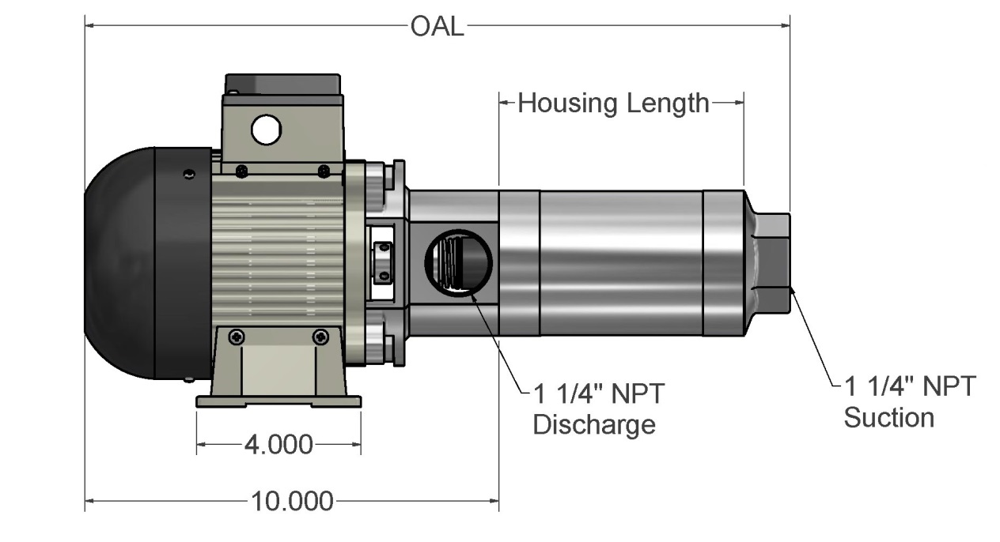 OAL
Housing Length
1 1/4" NPT
Discharge
1 1/4" NPT
Suction
4.000
10.000